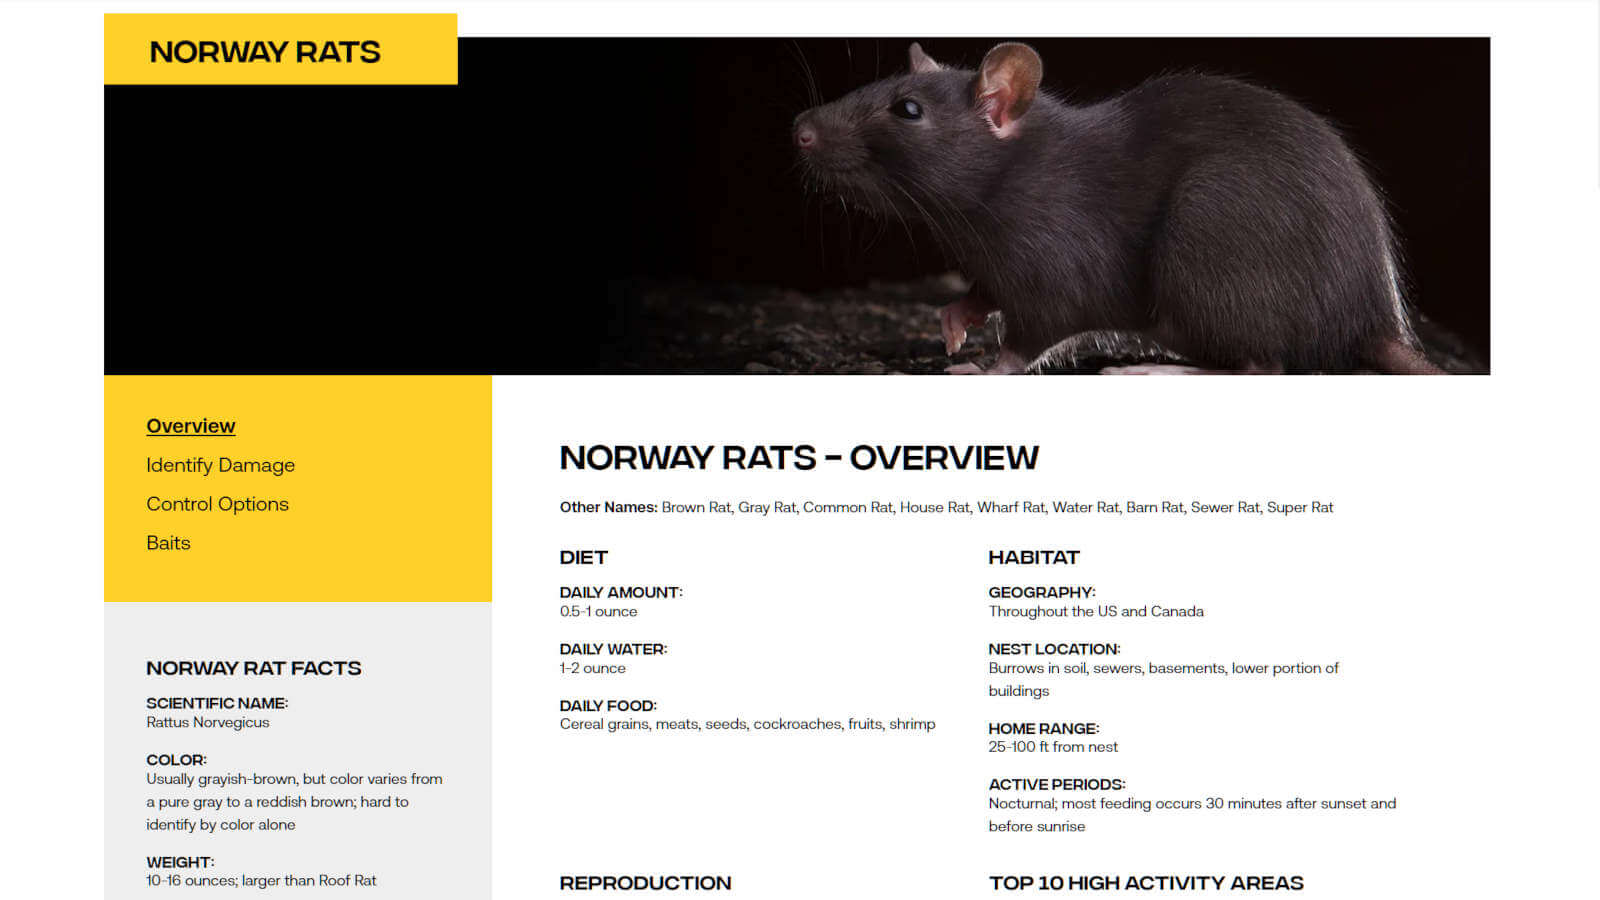 NORWAY RATS
Overview
Identify Damage
Control Options
Baits
NORWAY RAT FACTS
SCIENTIFIC NAME:
Rattus Norvegicus
COLOR:
Usually grayish-brown, but color varies from
a pure gray to a reddish brown; hard to
identify by color alone
WEIGHT:
10-16 ounces; larger than Roof Rat
NORWAY RATS - OVERVIEW
Other Names: Brown Rat, Gray Rat, Common Rat, House Rat, Wharf Rat, Water Rat, Barn Rat, Sewer Rat, Super Rat
DIET
DAILY AMOUNT:
0.5-1 ounce
DAILY WATER:
1-2 ounce
DAILY FOOD:
Cereal grains, meats, seeds, cockroaches, fruits, shrimp
HABITAT
GEOGRAPHY:
Throughout the US and Canada
NEST LOCATION:
Burrows in soil, sewers, basements, lower portion of
buildings
HOME RANGE:
25-100 ft from nest
ACTIVE PERIODS:
Nocturnal; most feeding occurs 30 minutes after sunset and
before sunrise
REPRODUCTION
TOP 10 HIGH ACTIVITY AREAS